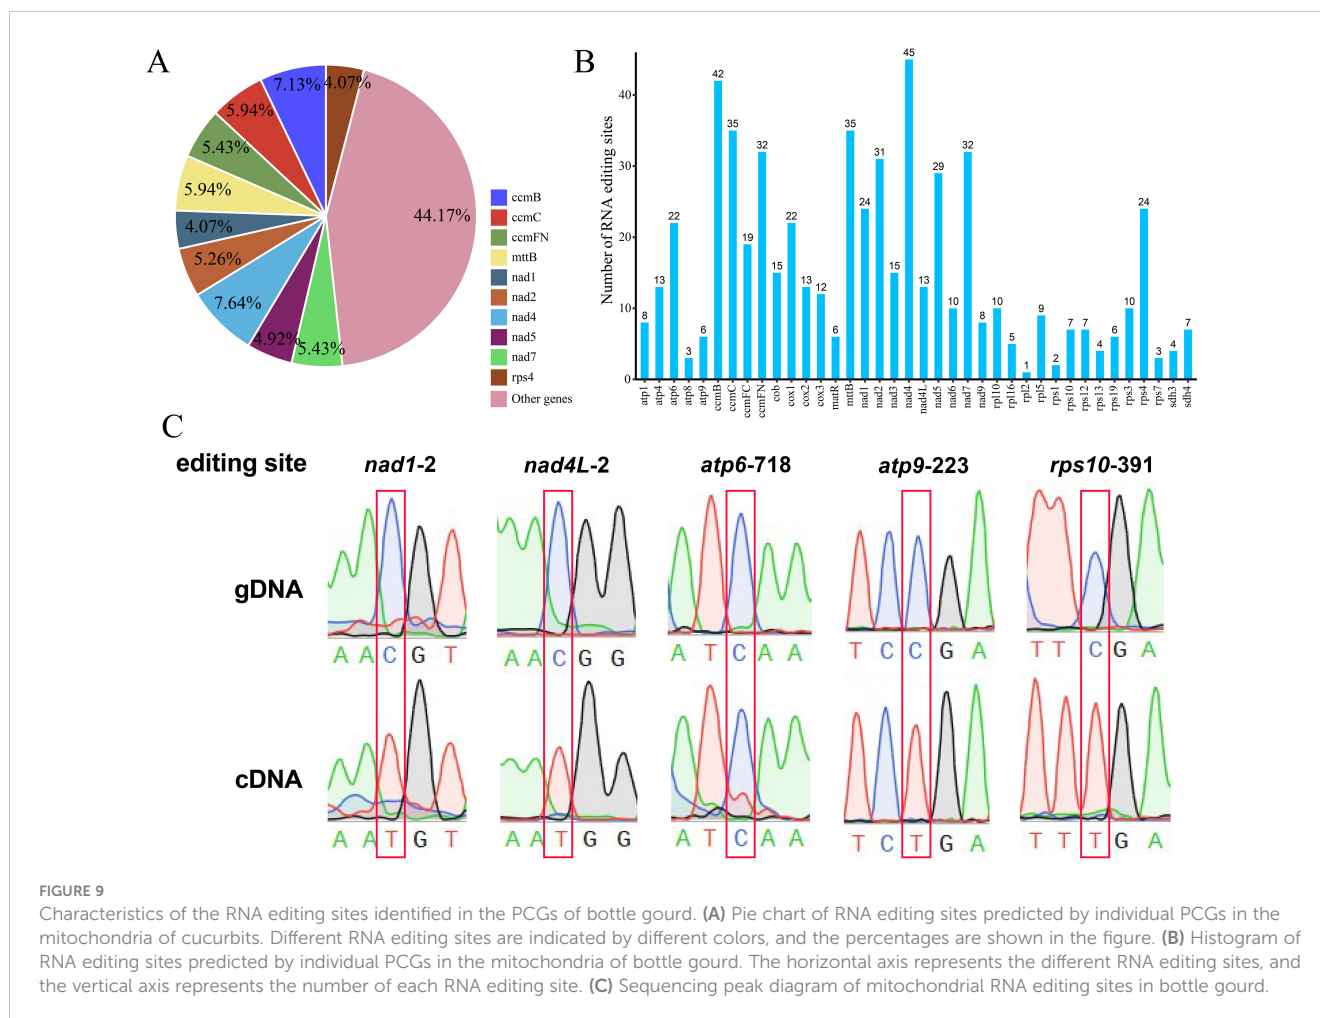 A
7.13%
4.07%
5.94%
5.43%
5.94%
4.07%
5.26%
7.64%
4.92%
5.43%
44.17%
ccmB
ccmC
ccmFN
mttB
nad1
nad2
nad4
nad5
nad7
rps4
Other genes
B
Number of RNA editing sites
40
30
20
10
0
8 13 22 3 6 42 35 19 32 15 22 13 12 6 35 24 31 15 45 13 29 10 32 8 10 5 1 9 2 7 7 4 6 10 24 3 4 7
atp1 atp4 atp6 atp8 atp9 ccmB ccmC ccmFC ccmFN cob cox1 cox2 cox3 matR mttB nad1 nad2 nad3 nad4 nad4L nad5 nad6 nad7 nad9 rpl10 rpl16 rpl2 rpl5 rps1 rps10 rps12 rps13 rps19 rps3 rps4 rps7 sdh3 sdh4
C
editing site nad1-2 nad4L-2 atp6-718 atp9-223 rps10-391
gDNA
A A C G T A A C G G A T C A A T C C G A T T C G A
cDNA
A A T G T A A T G G A T C A A T C T G A T T T G A
FIGURE 9
Characteristics of the RNA editing sites identified in the PCGs of bottle gourd. (A) Pie chart of RNA editing sites predicted by individual PCGs in the
mitochondria of cucurbits. Different RNA editing sites are indicated by different colors, and the percentages are shown in the figure. (B) Histogram of
RNA editing sites predicted by individual PCGs in the mitochondria of bottle gourd. The horizontal axis represents the different RNA editing sites, and
the vertical axis represents the number of each RNA editing site. (C) Sequencing peak diagram of mitochondrial RNA editing sites in bottle gourd.